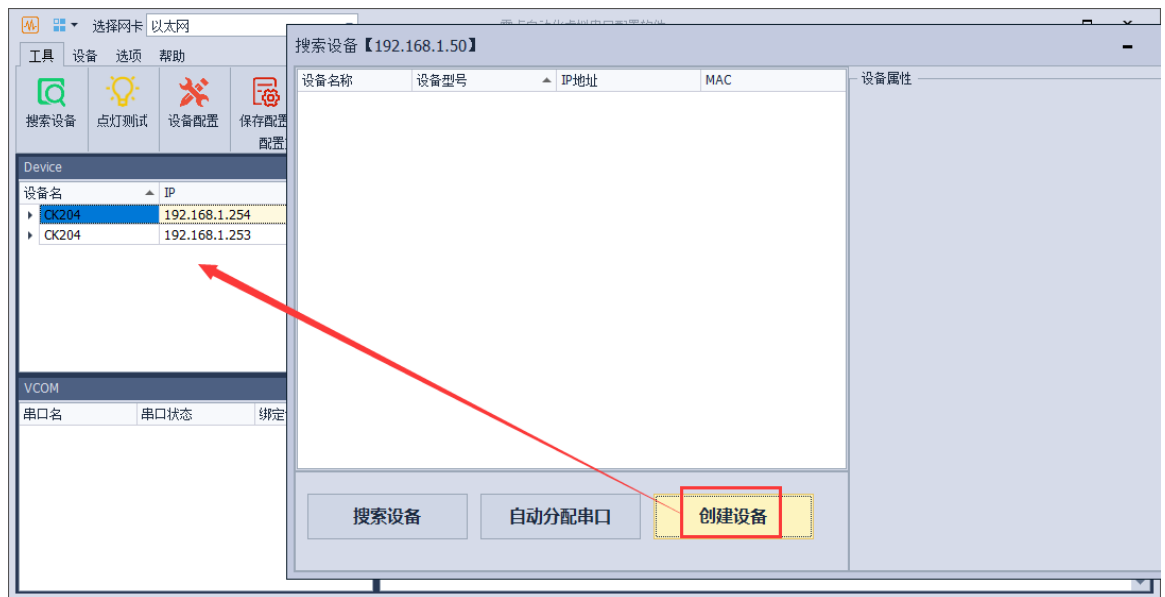 选择网卡 以太网
工具 设备 选项 帮助
搜索设备 点灯测试 设备配置 保存配置
配置
Device
设备名 IP
CK204 192.168.1.254
CK204 192.168.1.253
VCOM
串口名 串口状态 绑定
搜索设备【192.168.1.50】
设备名称 设备型号 IP地址 MAC
设备属性
搜索设备 自动分配串口 创建设备